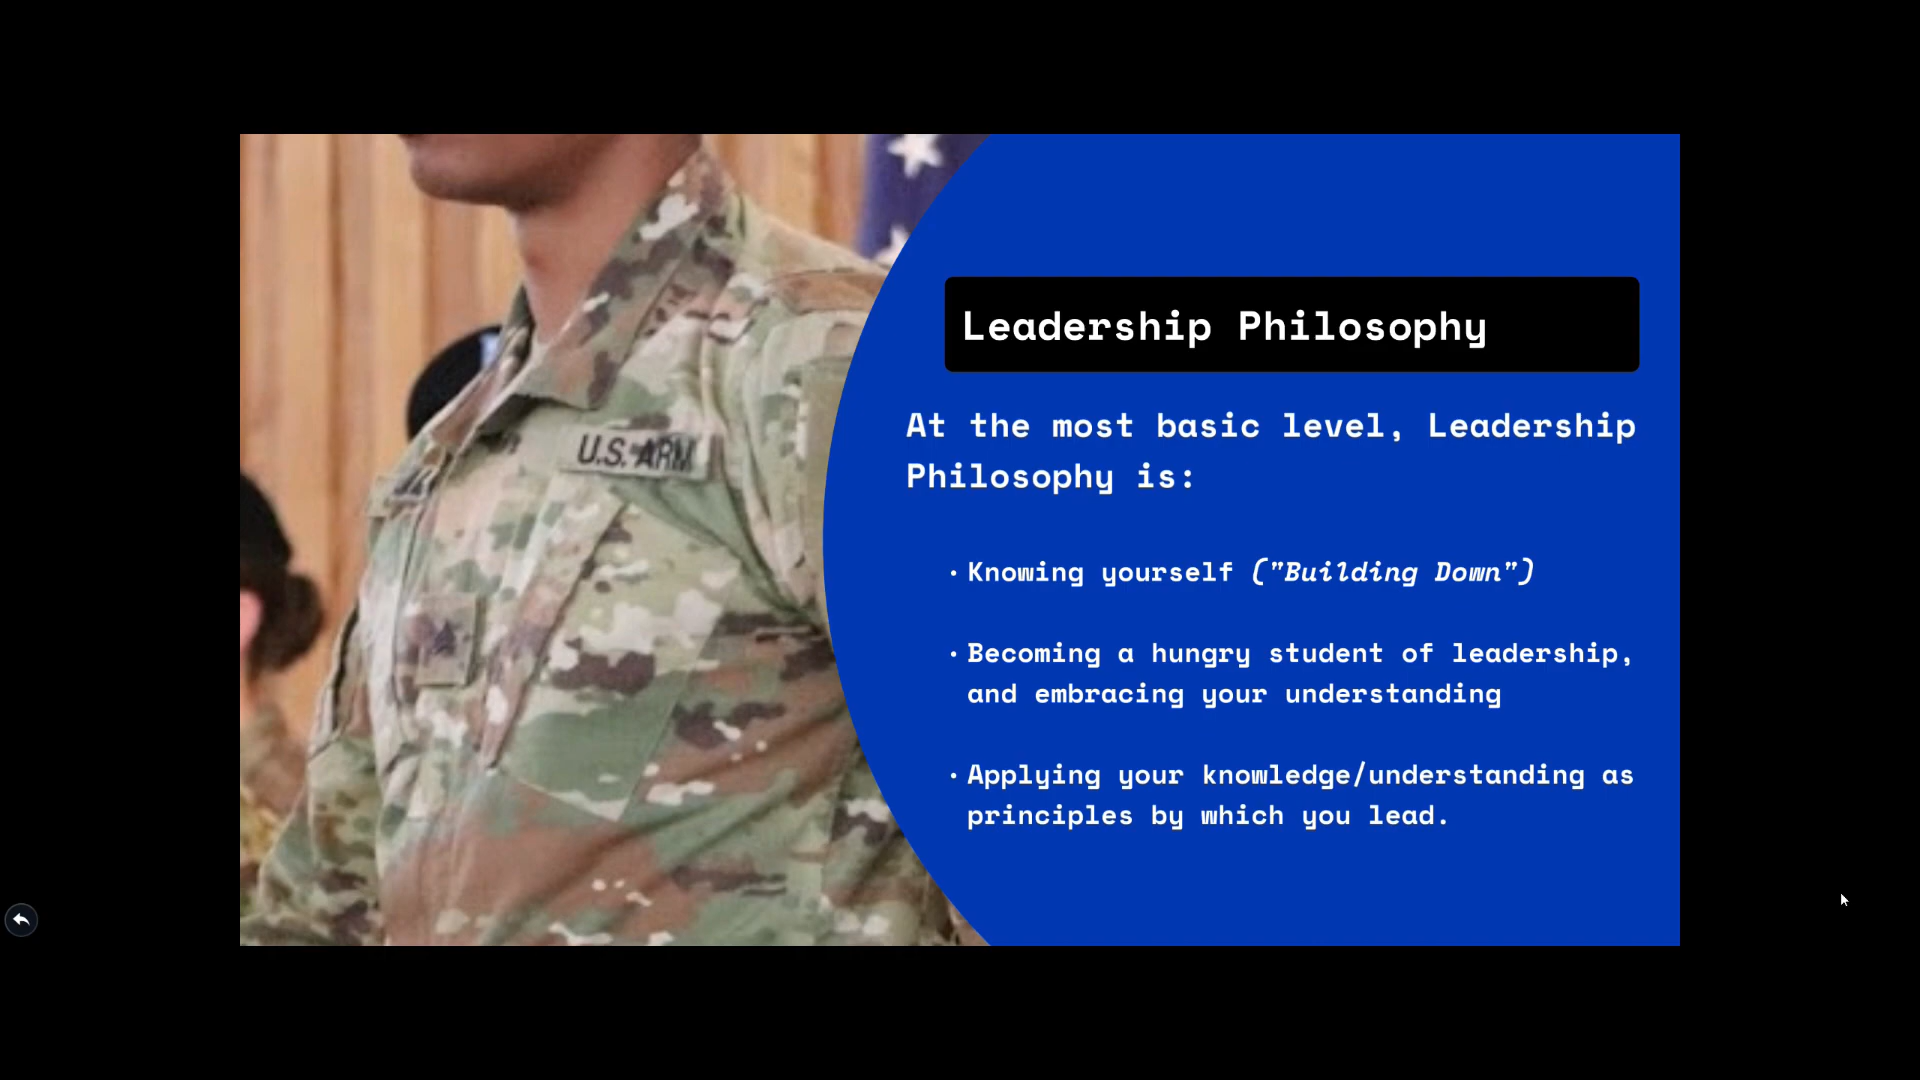 U.S. ARM
Leadership Philosophy
At the most basic level, Leadership
Philosophy is:
· Knowing yourself ("Building Down")
· Becoming a hungry student of leadership,
and embracing your understanding
· Applying your knowledge/understanding as
principles by which you lead.